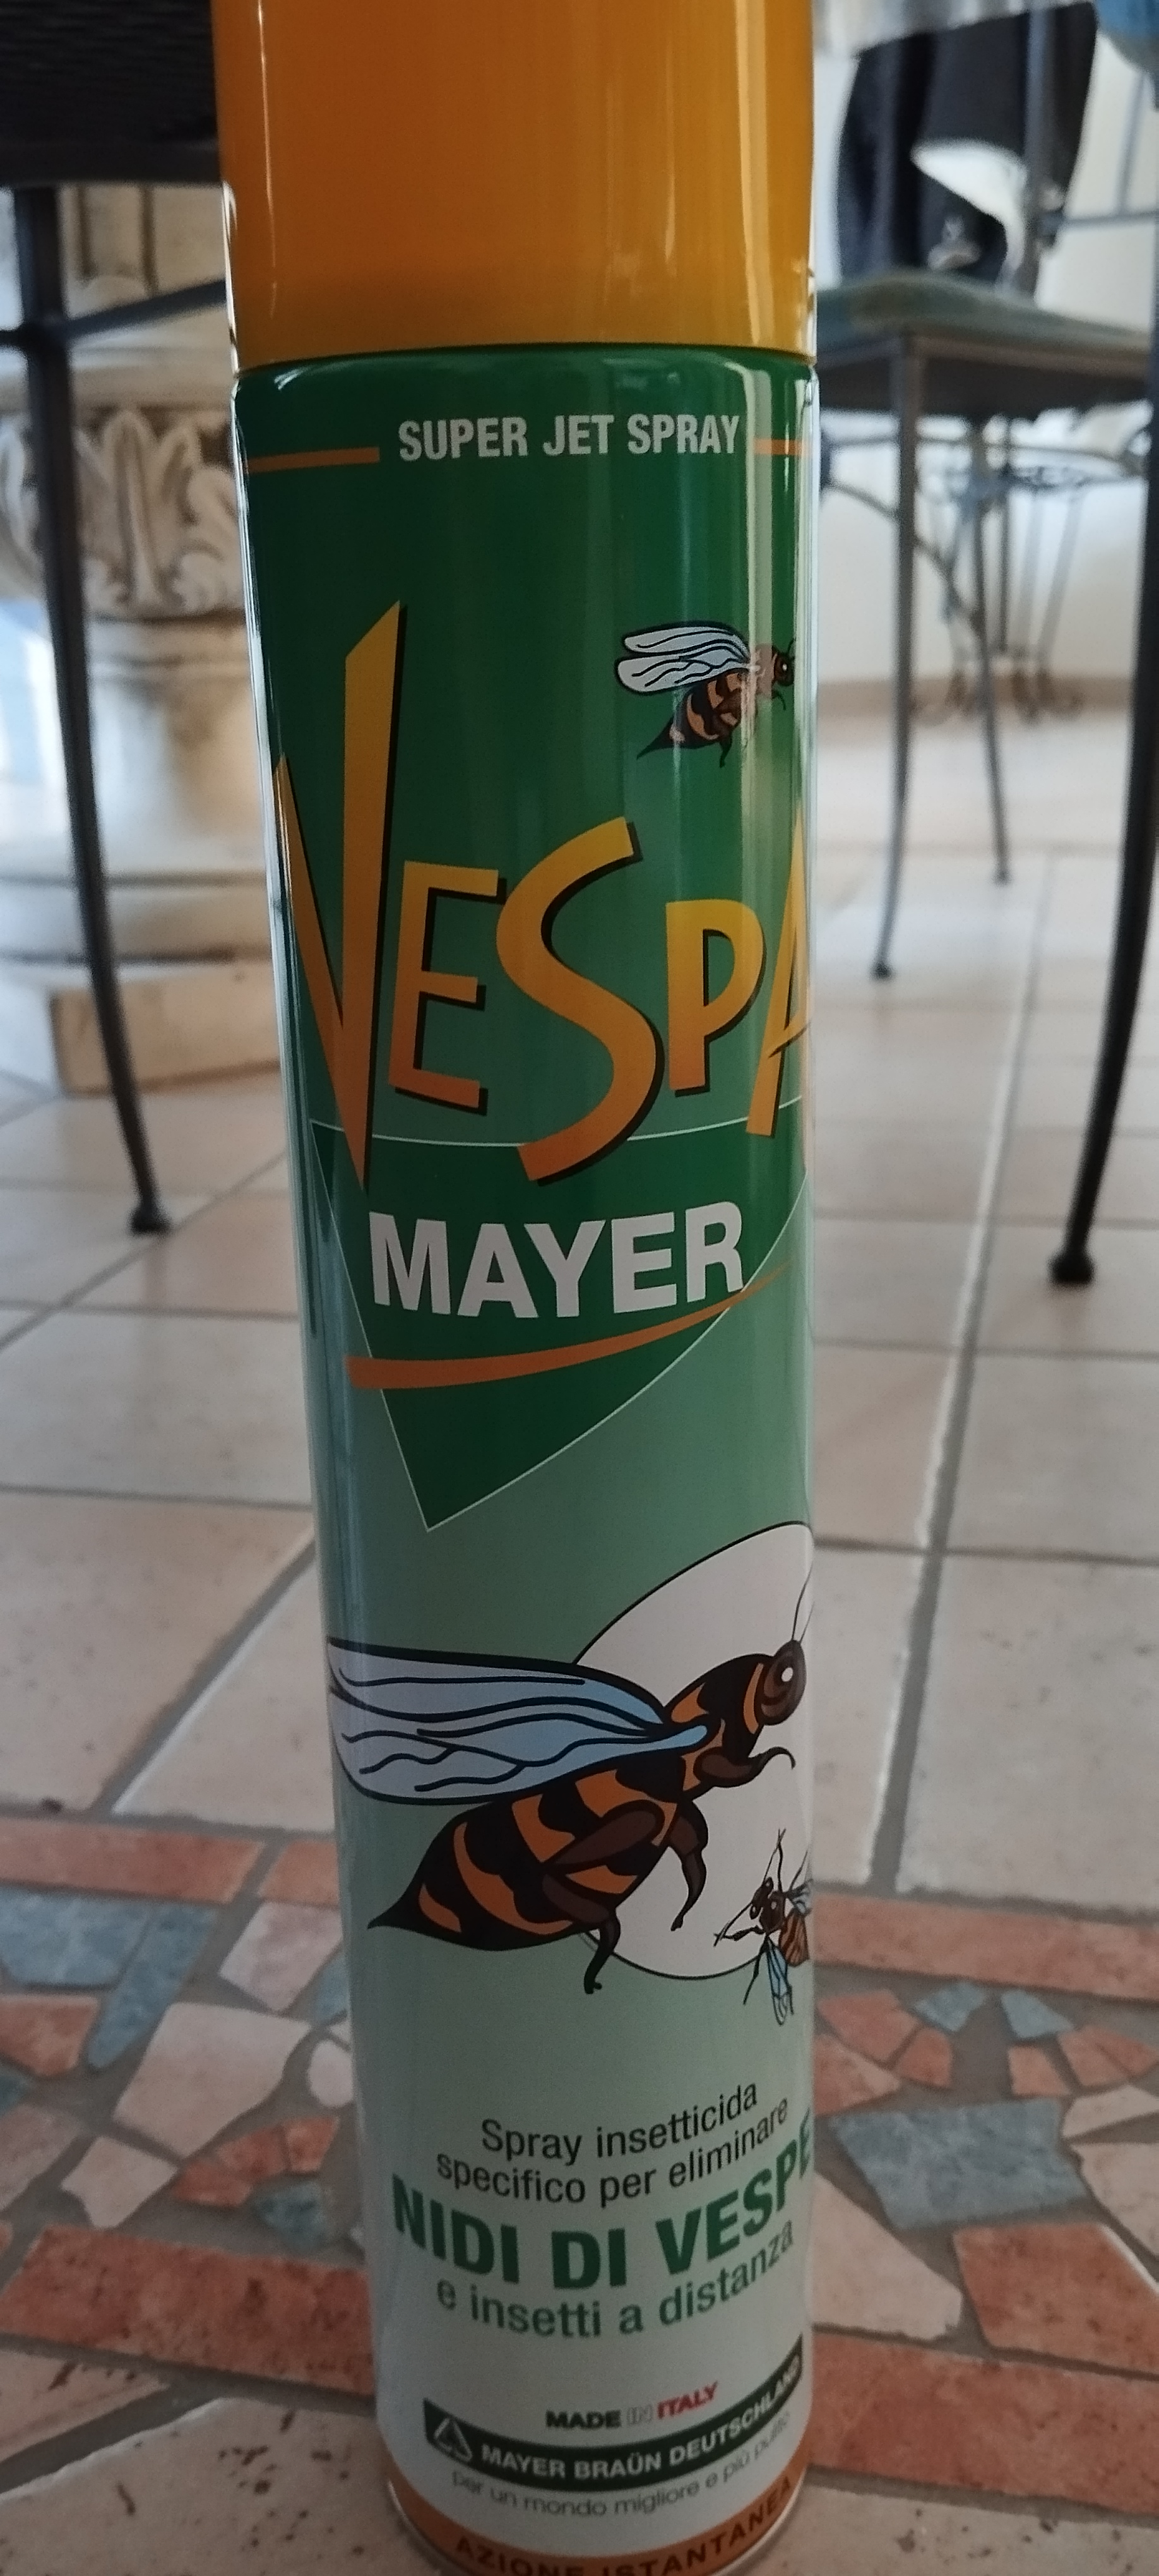 SUPER JET SPRAY
VESPA
MAYER
Spray insetticida
specifico per eliminare
NIDI DI VESPE
e insetti a distanza
MADE IN ITALY
MAYER BRAÜN DEUTSCHLAND
per un mondo migliore e più pulito
AZIONE ISTANTANEA